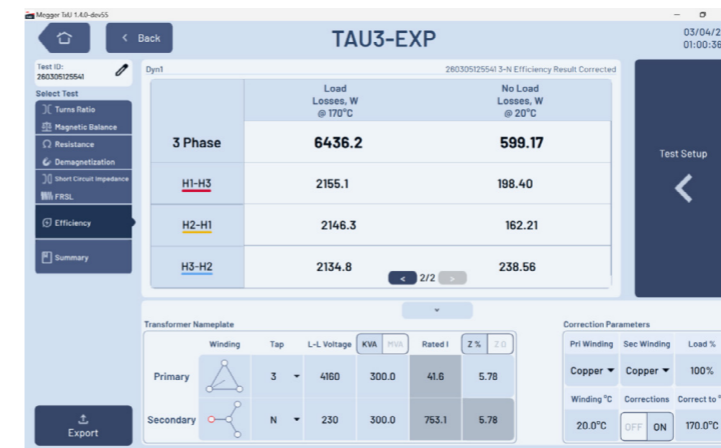 Megger TxU 1.4.0-dev55
Back
TAU3-EXP
03/04/2
01:00:36
Test ID:
260305125541
Select Test
Turns Ratio
Magnetic Balance
Resistance
Demagnetization
Short Circuit Impedance
FRSL
Efficiency
Summary
Export
Dyn1
260305125541 3-N Efficiency Result Corrected
Load Losses, W @ 170°C
No Load Losses, W @ 20°C
3 Phase 6436.2 599.17
H1-H3 2155.1 198.40
H2-H1 2146.3 162.21
H3-H2 2134.8 238.56
< 2/2 >
Test Setup
Transformer Nameplate
Winding Tap L-L Voltage KVA MVA Rated I Z % Z Ω
Primary 3 4160 300.0 41.6 5.78
Secondary N 230 300.0 753.1 5.78
Correction Parameters
Pri Winding Sec Winding Load %
Copper Copper 100%
Winding °C Corrections Correct to °
20.0°C OFF ON 170.0°C